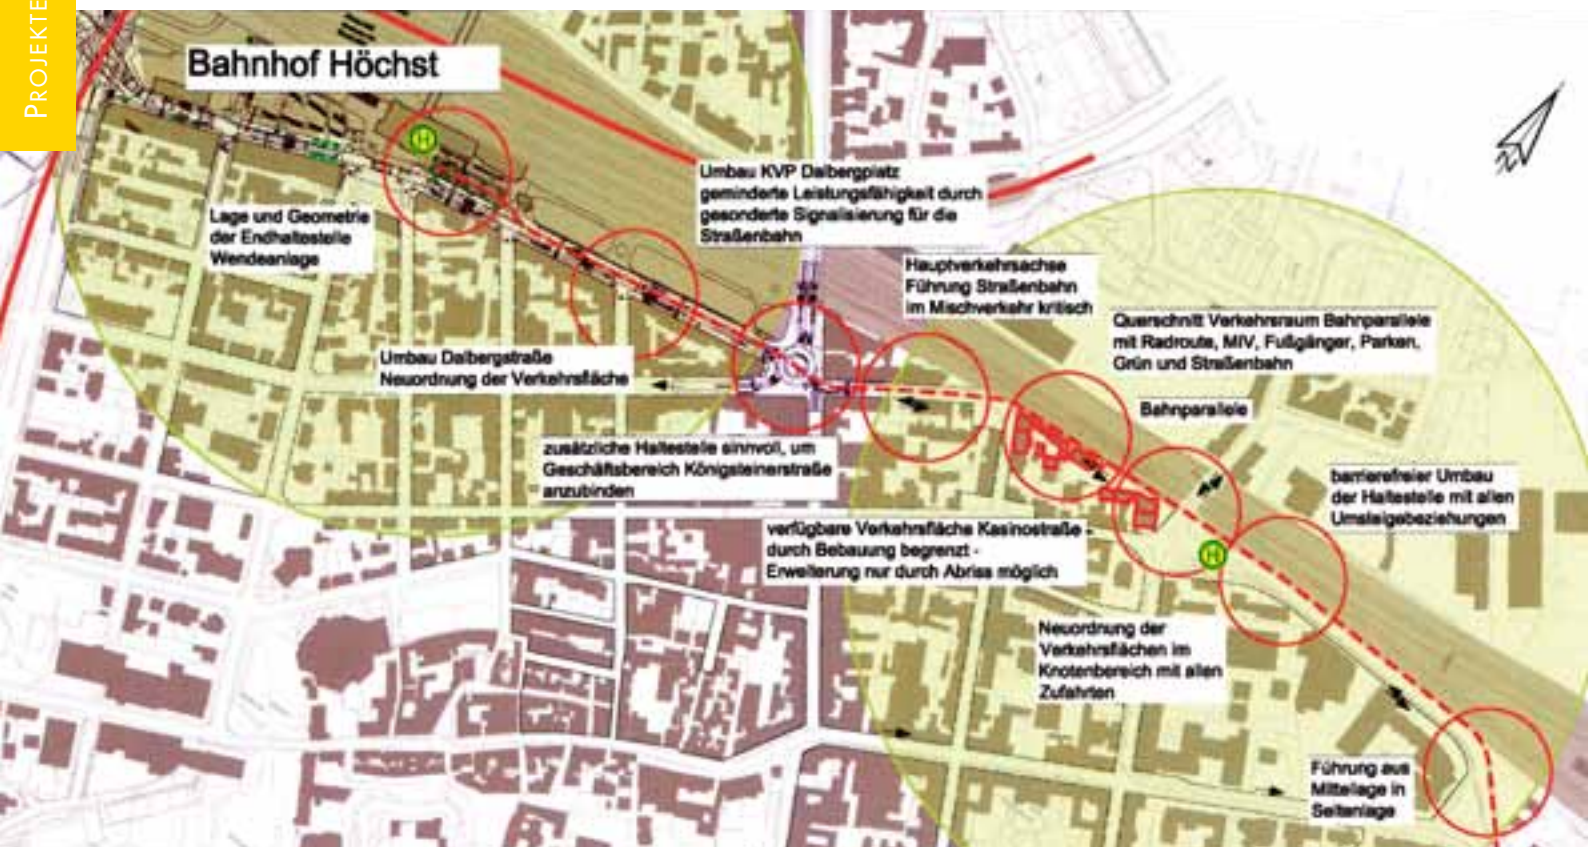 PROJEKTE
Bahnhof Höchst
H
Lage und Geometrie
der Endhaltestelle
Wendeanlage
Umbau KVP Dalbergplatz
geminderte Leistungsfähigkeit durch
gesonderte Signalisierung für die
Straßenbahn
Hauptverkehrsachse
Führung Straßenbahn
im Mischverkehr kritisch
Querschnitt Verkehrsraum Bahnparallele
mit Radroute, MIV, Fußgänger, Parken,
Grün und Straßenbahn
Umbau Dalbergstraße
Neuordnung der Verkehrsfläche
Bahnparallele
zusätzliche Haltestelle sinnvoll, um
Geschäftsbereich Königsteinerstraße
anzubinden
barrierefreier Umbau
der Haltestelle mit allen
Umsteigebeziehungen
verfügbare Verkehrsfläche Kasinostraße -
durch Bebauung begrenzt -
Erweiterung nur durch Abriss möglich
H
Neuordnung der
Verkehrsflächen im
Knotenbereich mit allen
Zufahrten
Führung aus
Mittellage in
Seitenlage